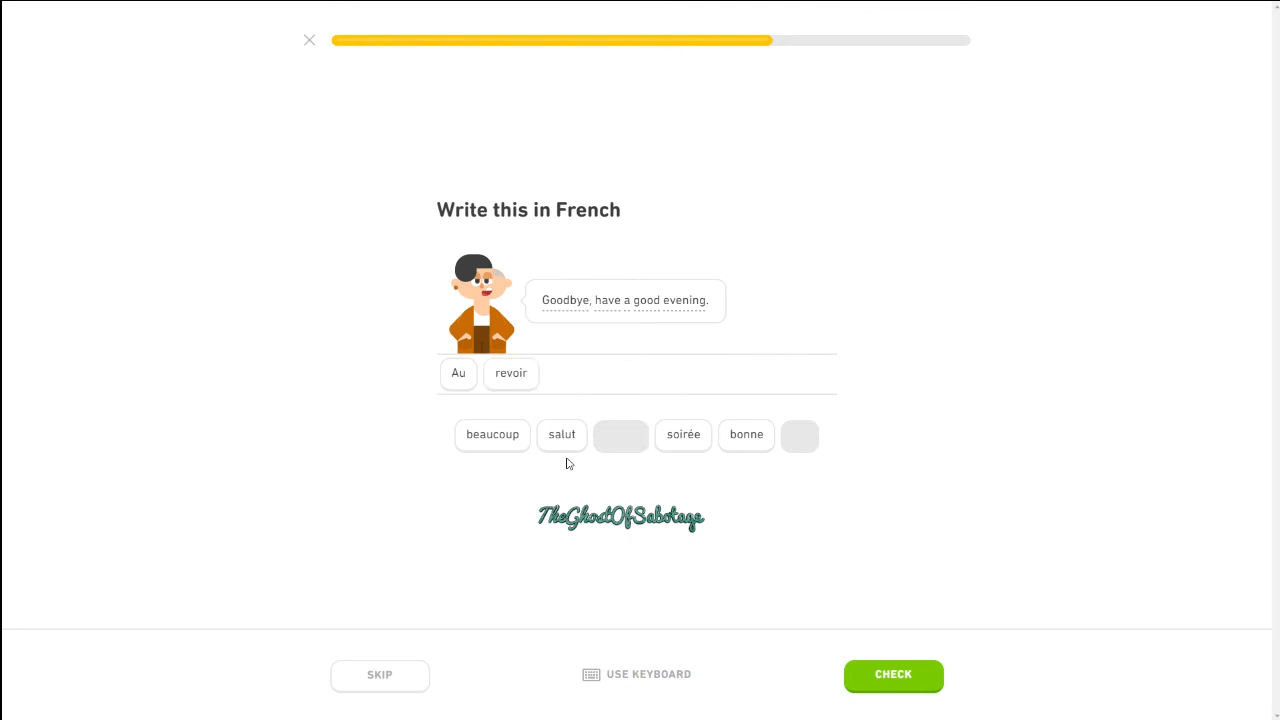 Write this in French
Goodbye, have a good evening.
Au revoir
beaucoup salut soirée bonne
TheGhostOfSabotage
SKIP USE KEYBOARD CHECK